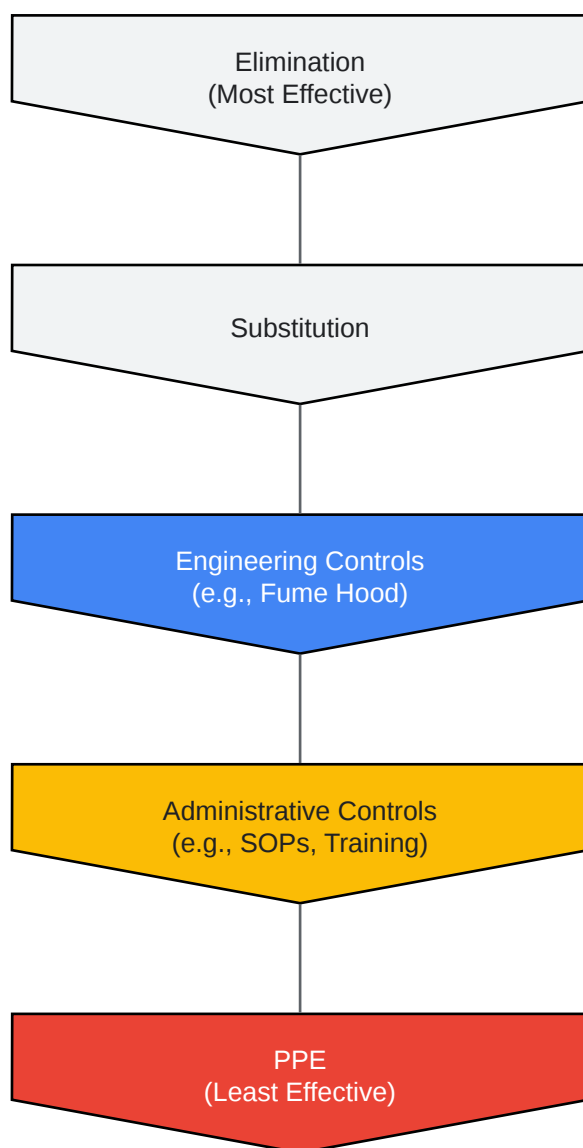 Elimination
(Most Effective)
Substitution
Engineering Controls
(e.g., Fume Hood)
Administrative Controls
(e.g., SOPs, Training)
PPE
(Least Effective)